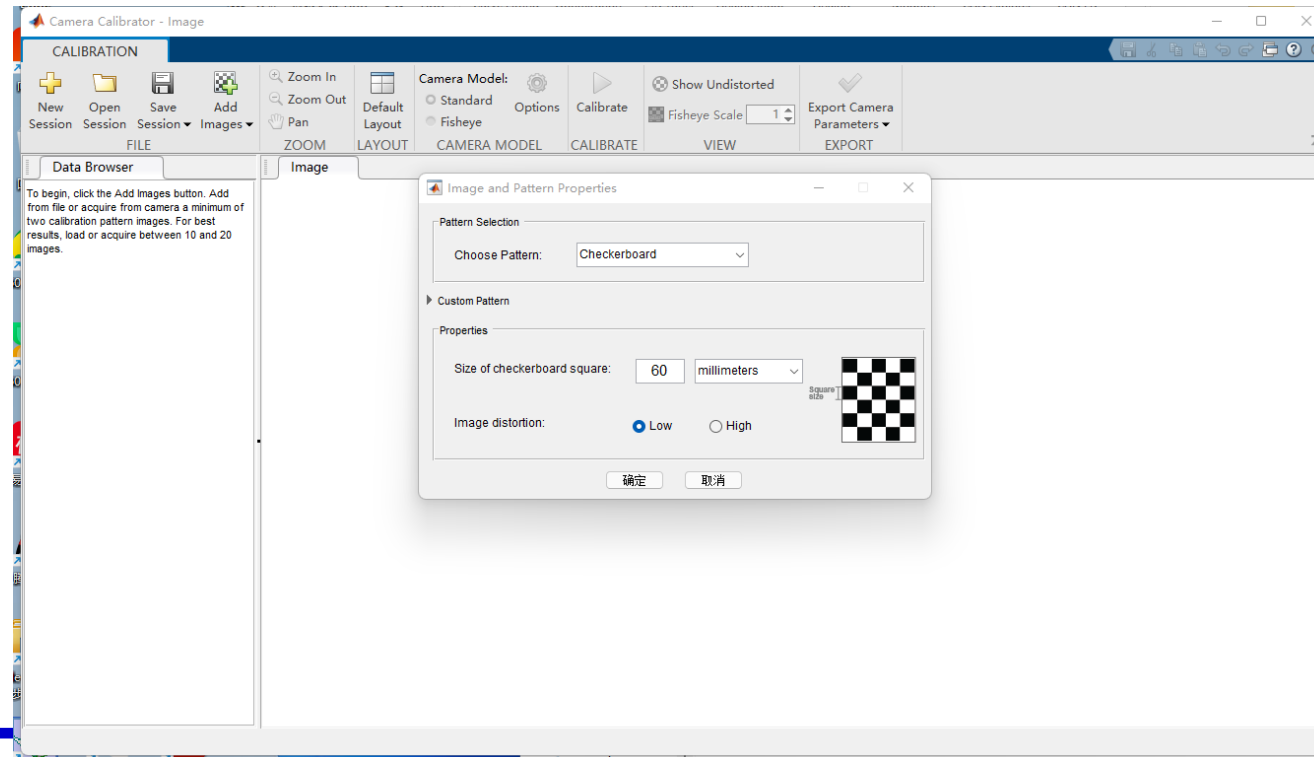 Camera Calibrator - Image
CALIBRATION
New Session
Open Session
Save Session
Add Images
FILE
Zoom In
Zoom Out
Pan
ZOOM
Default Layout
LAYOUT
Camera Model:
Standard
Fisheye
Options
CAMERA MODEL
Calibrate
CALIBRATE
Show Undistorted
Fisheye Scale 1
VIEW
Export Camera
Parameters
EXPORT
Data Browser
Image
To begin, click the Add Images button. Add
from file or acquire from camera a minimum of
two calibration pattern images. For best
results, load or acquire between 10 and 20
images.
Image and Pattern Properties
Pattern Selection
Choose Pattern: Checkerboard
Custom Pattern
Properties
Size of checkerboard square: 60 millimeters
Square size
Image distortion: Low High
确定 取消